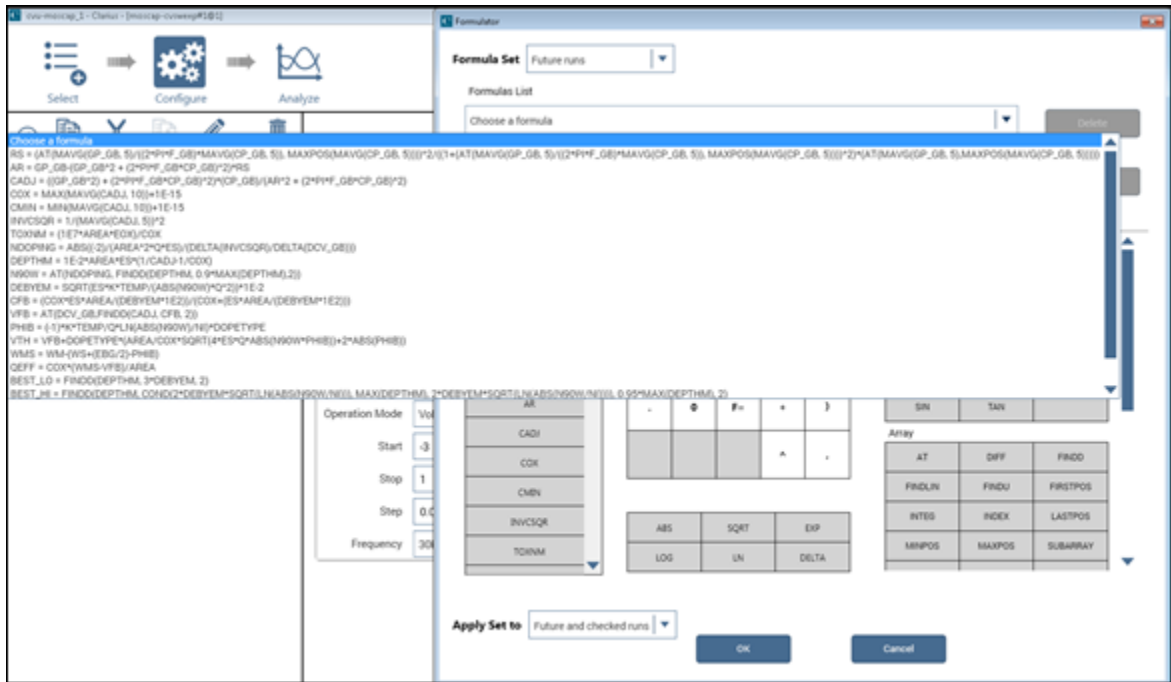 cvu-moscap_1 - Clarius - [moscap-cvsweep#1@1]
Formulator
Select
Configure
Analyze
Formula Set Future runs
Formulas List
Choose a formula
Delete
Choose a formula
RS = (AT(MAVG(GP_GB, 5)/((2*PI*F_GB)*MAVG(CP_GB, 5)), MAXPOS(MAVG(CP_GB, 5))))^2/((1+(AT(MAVG(GP_GB, 5)/((2*PI*F_GB)*MAVG(CP_GB, 5)), MAXPOS(MAVG(CP_GB, 5))))^2)*(AT(MAVG(GP_GB, 5),MAXPOS(MAVG(CP_GB, 5)))))
AR = GP_GB-(GP_GB^2 + (2*PI*F_GB*CP_GB)^2)*RS
CADJ = ((GP_GB^2) + (2*PI*F_GB*CP_GB)^2)*(CP_GB)/(AR^2 + (2*PI*F_GB*CP_GB)^2)
COX = MAX(MAVG(CADJ, 10))+1E-15
CMIN = MIN(MAVG(CADJ, 10))+1E-15
INVCSQR = 1/(MAVG(CADJ, 5))^2
TOXNM = (1E7*AREA*EOX)/COX
NDOPING = ABS((-2)/(AREA^2*Q*ES)/(DELTA(INVCSQR)/DELTA(DCV_GB)))
DEPTHM = 1E-2*AREA*ES*(1/CADJ-1/COX)
N90W = AT(NDOPING, FINDD(DEPTHM, 0.9*MAX(DEPTHM),2))
DEBYEM = SQRT(ES*K*TEMP/(ABS(N90W)*Q^2))*1E-2
CFB = (COX*ES*AREA/(DEBYEM*1E2))/(COX+(ES*AREA/(DEBYEM*1E2)))
VFB = AT(DCV_GB,FINDD(CADJ, CFB, 2))
PHIB = (-1)*K*TEMP/Q*LN(ABS(N90W)/NI)*DOPETYPE
VTH = VFB+DOPETYPE*(AREA/COX*SQRT(4*ES*Q*ABS(N90W*PHIB))+2*ABS(PHIB))
WMS = WM-(WS+(EBG/2)-PHIB)
QEFF = COX*(WMS-VFB)/AREA
BEST_LO = FINDD(DEPTHM, 3*DEBYEM, 2)
BEST_HI = FINDD(DEPTHM, COND(2*DEBYEM*SQRT(LN(ABS(N90W/NI))), MAX(DEPTHM), 2*DEBYEM*SQRT(LN(ABS(N90W/NI))), 0.95*MAX(DEPTHM), 2)
Operation Mode
Start -3
Stop 1
Step
Frequency
AR
CADJ
COX
CMIN
INVCSQR
TOXNM
. 0 + )
^ ,
ABS SQRT EXP
LOG LN DELTA
SIN TAN
Array
AT DIFF FINDD
FINDLIN FINDU FIRSTPOS
INTEG INDEX LASTPOS
MINPOS MAXPOS SUBARRAY
Apply Set to Future and checked runs
OK
Cancel